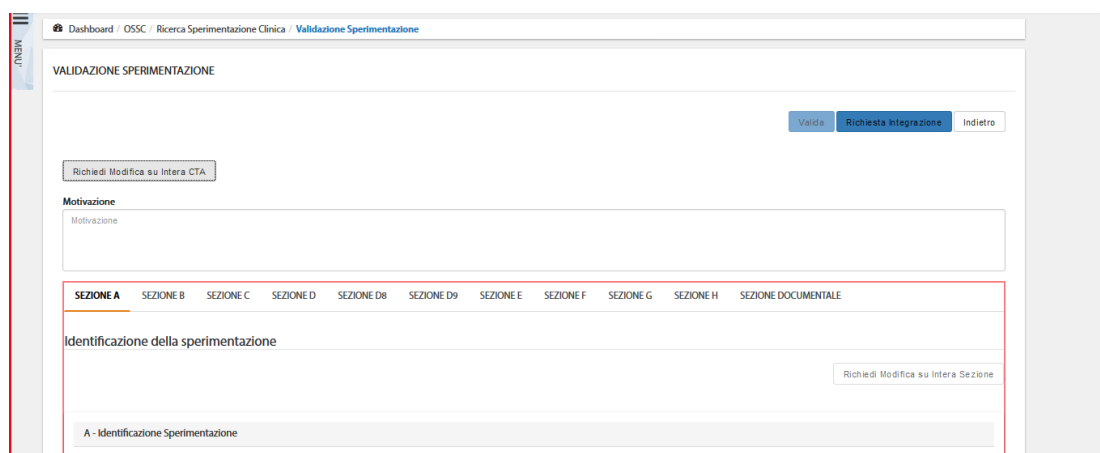 MENU'
Dashboard / OSSC / Ricerca Sperimentazione Clinica / Validazione Sperimentazione
VALIDAZIONE SPERIMENTAZIONE
Valida Richiesta Integrazione Indietro
Richiedi Modifica su Intera CTA
Motivazione
Motivazione
SEZIONE A SEZIONE B SEZIONE C SEZIONE D SEZIONE D8 SEZIONE D9 SEZIONE E SEZIONE F SEZIONE G SEZIONE H SEZIONE DOCUMENTALE
Identificazione della sperimentazione
Richiedi Modifica su Intera Sezione
A - Identificazione Sperimentazione